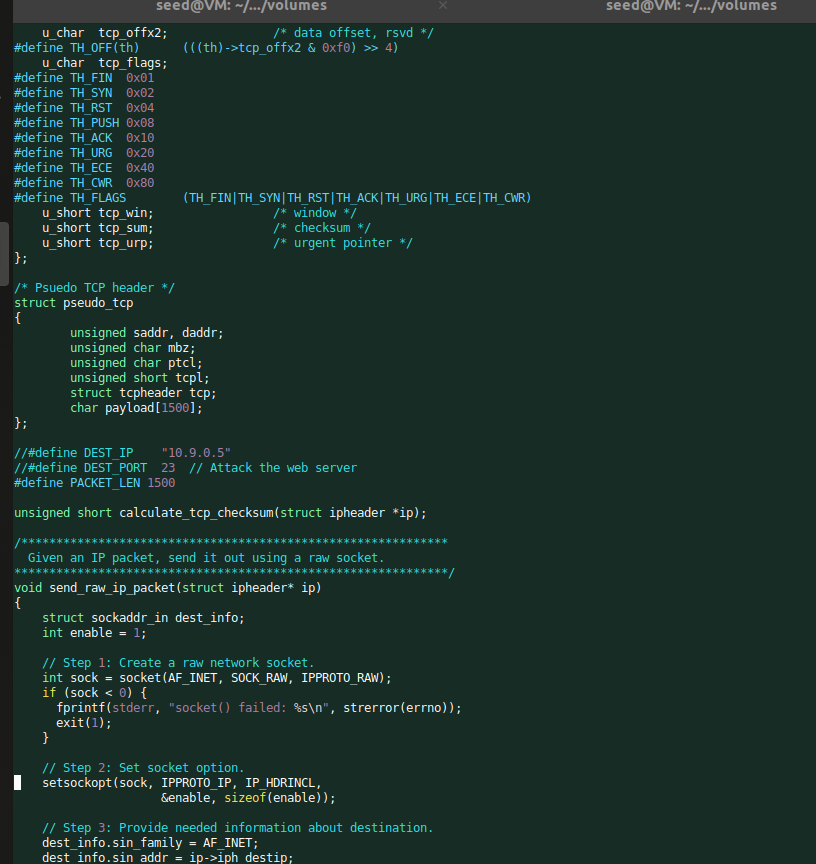 seed@VM: ~/.../volumes × seed@VM: ~/.../volumes
    u_char  tcp_offx2;               /* data offset, rsvd */
#define TH_OFF(th)      (((th)->tcp_offx2 & 0xf0) >> 4)
    u_char  tcp_flags;
#define TH_FIN  0x01
#define TH_SYN  0x02
#define TH_RST  0x04
#define TH_PUSH 0x08
#define TH_ACK  0x10
#define TH_URG  0x20
#define TH_ECE  0x40
#define TH_CWR  0x80
#define TH_FLAGS        (TH_FIN|TH_SYN|TH_RST|TH_ACK|TH_URG|TH_ECE|TH_CWR)
    u_short tcp_win;                 /* window */
    u_short tcp_sum;                 /* checksum */
    u_short tcp_urp;                 /* urgent pointer */
};

/* Psuedo TCP header */
struct pseudo_tcp
{
        unsigned saddr, daddr;
        unsigned char mbz;
        unsigned char ptcl;
        unsigned short tcpl;
        struct tcpheader tcp;
        char payload[1500];
};

//#define DEST_IP    "10.9.0.5"
//#define DEST_PORT  23  // Attack the web server
#define PACKET_LEN 1500

unsigned short calculate_tcp_checksum(struct ipheader *ip);

/*************************************************************
  Given an IP packet, send it out using a raw socket.
**************************************************************/
void send_raw_ip_packet(struct ipheader* ip)
{
    struct sockaddr_in dest_info;
    int enable = 1;

    // Step 1: Create a raw network socket.
    int sock = socket(AF_INET, SOCK_RAW, IPPROTO_RAW);
    if (sock < 0) {
      fprintf(stderr, "socket() failed: %s\n", strerror(errno));
      exit(1);
    }

    // Step 2: Set socket option.
    setsockopt(sock, IPPROTO_IP, IP_HDRINCL,
                     &enable, sizeof(enable));

    // Step 3: Provide needed information about destination.
    dest_info.sin_family = AF_INET;
    dest_info.sin_addr = ip->iph_destip;